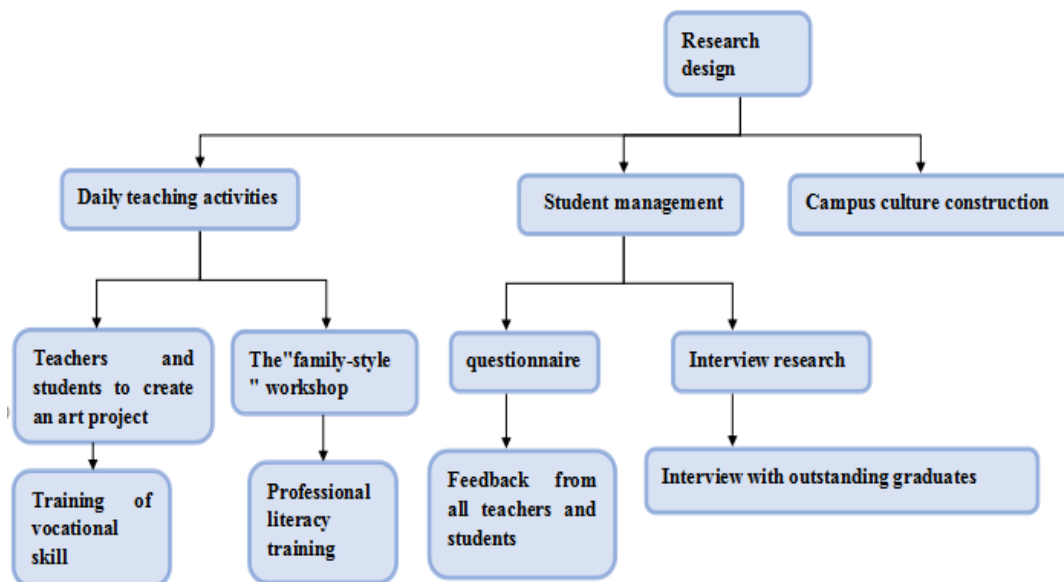 Research
design
Daily teaching activities
Student management
Campus culture construction
Teachers and
students to create
an art project
The"family-style
" workshop
questionnaire
Interview research
Training of
vocational
skill
Professional
literacy
training
Feedback from
all teachers and
students
Interview with outstanding graduates